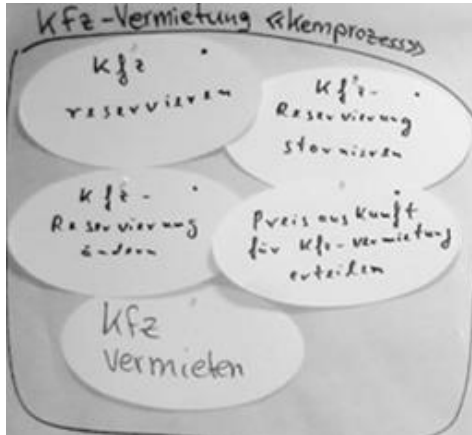 Kfz-Vermietung «Kernprozess»
Kfz
reservieren
Kfz-
Reservierung
stornieren
Kfz-
Reservierung
ändern
Preisauskunft
für Kfz-Vermietung
erteilen
Kfz
vermieten